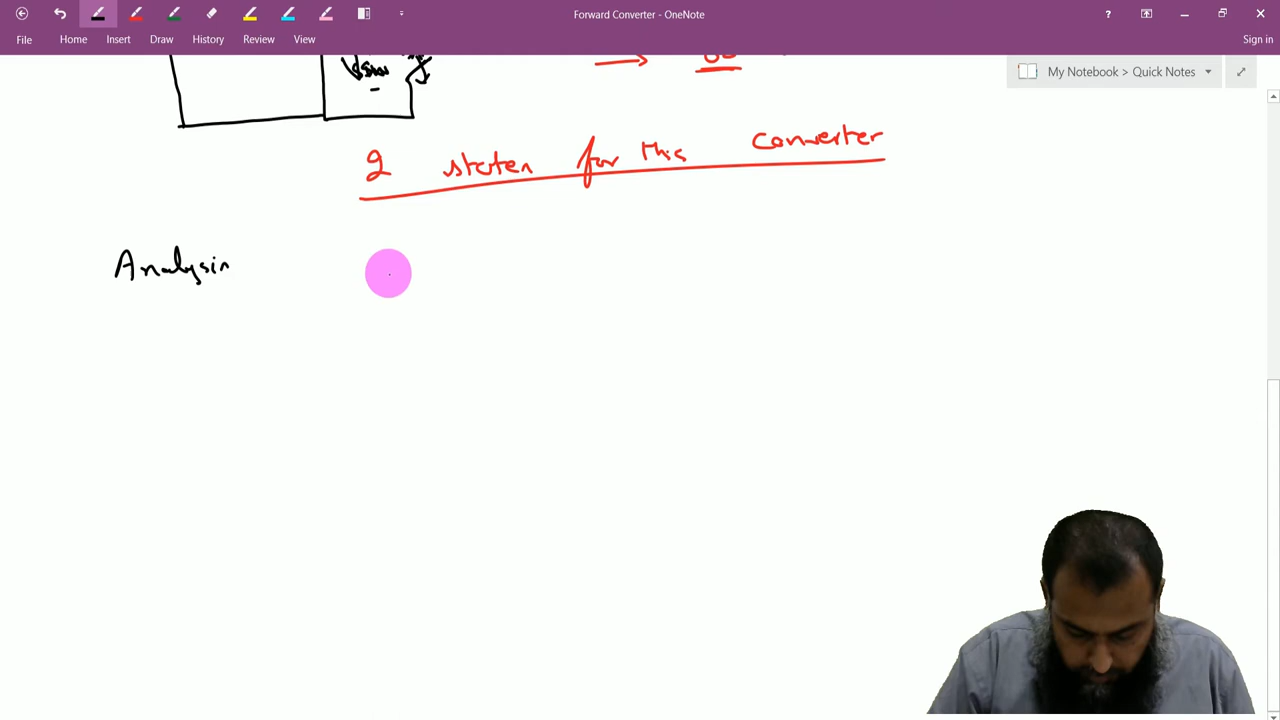 Forward Converter - OneNote
?
File Home Insert Draw History Review View
Sign in
My Notebook > Quick Notes
2 states for this converter
Analysis